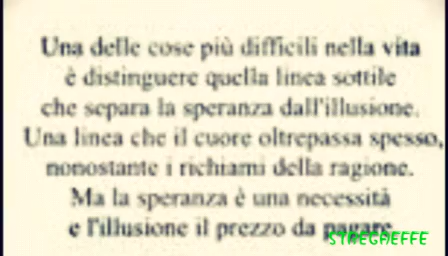 Una delle cose più difficili nella vita
è distinguere quella linea sottile
che separa la speranza dall'illusione.
Una linea che il cuore oltrepassa spesso,
nonostante i richiami della ragione.
Ma la speranza è una necessità
e l'illusione il prezzo da pagare
STREGAEFFE